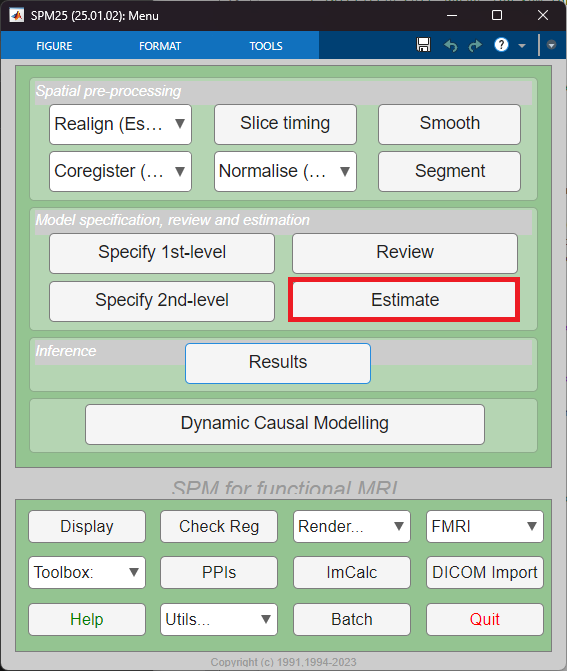 SPM25 (25.01.02): Menu
FIGURE FORMAT TOOLS
Spatial pre-processing
Realign (Es... Slice timing Smooth
Coregister (... Normalise (... Segment
Model specification, review and estimation
Specify 1st-level Review
Specify 2nd-level Estimate
Inference
Results
Dynamic Causal Modelling
SPM for functional MRI
Display Check Reg Render... FMRI
Toolbox: PPIs ImCalc DICOM Import
Help Utils... Batch Quit
Copyright (c) 1991,1994-2023